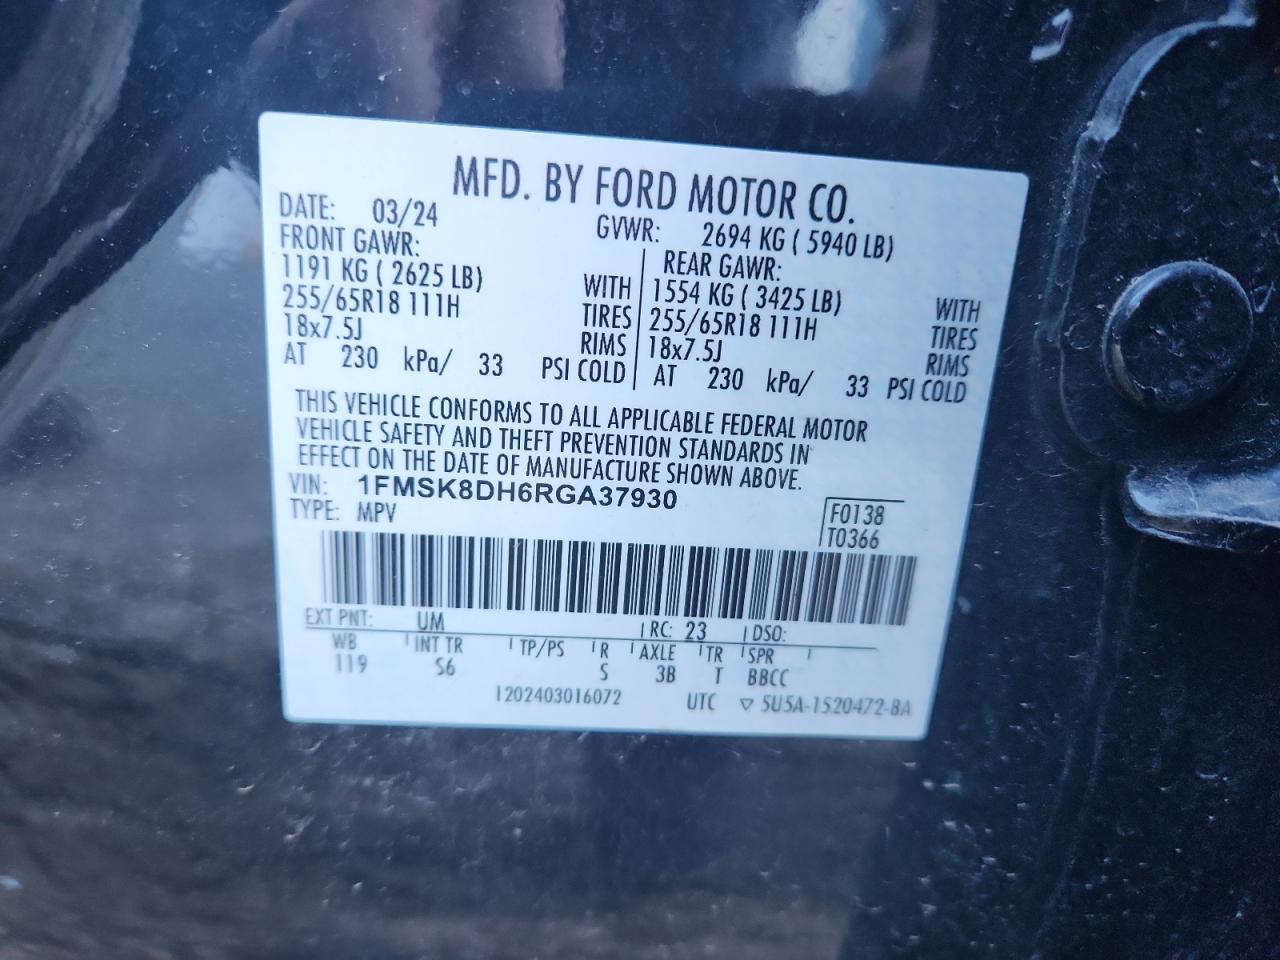 MFD. BY FORD MOTOR CO.
DATE: 03/24 GVWR: 2694 KG ( 5940 LB)
FRONT GAWR: REAR GAWR:
1191 KG ( 2625 LB) WITH 1554 KG ( 3425 LB) WITH
255/65R18 111H TIRES 255/65R18 111H TIRES
18x7.5J RIMS 18x7.5J RIMS
AT 230 kPa/ 33 PSI COLD AT 230 kPa/ 33 PSI COLD
THIS VEHICLE CONFORMS TO ALL APPLICABLE FEDERAL MOTOR
VEHICLE SAFETY AND THEFT PREVENTION STANDARDS IN
EFFECT ON THE DATE OF MANUFACTURE SHOWN ABOVE.
VIN: 1FMSK8DH6RGA37930
TYPE: MPV F0138
T0366
EXT PNT: UM RC: 23 DSO:
WB INT TR TP/PS R AXLE TR SPR
119 S6 S 3B T BBCC
1202403016072 UTC ▽ 5U5A-1520472-BA